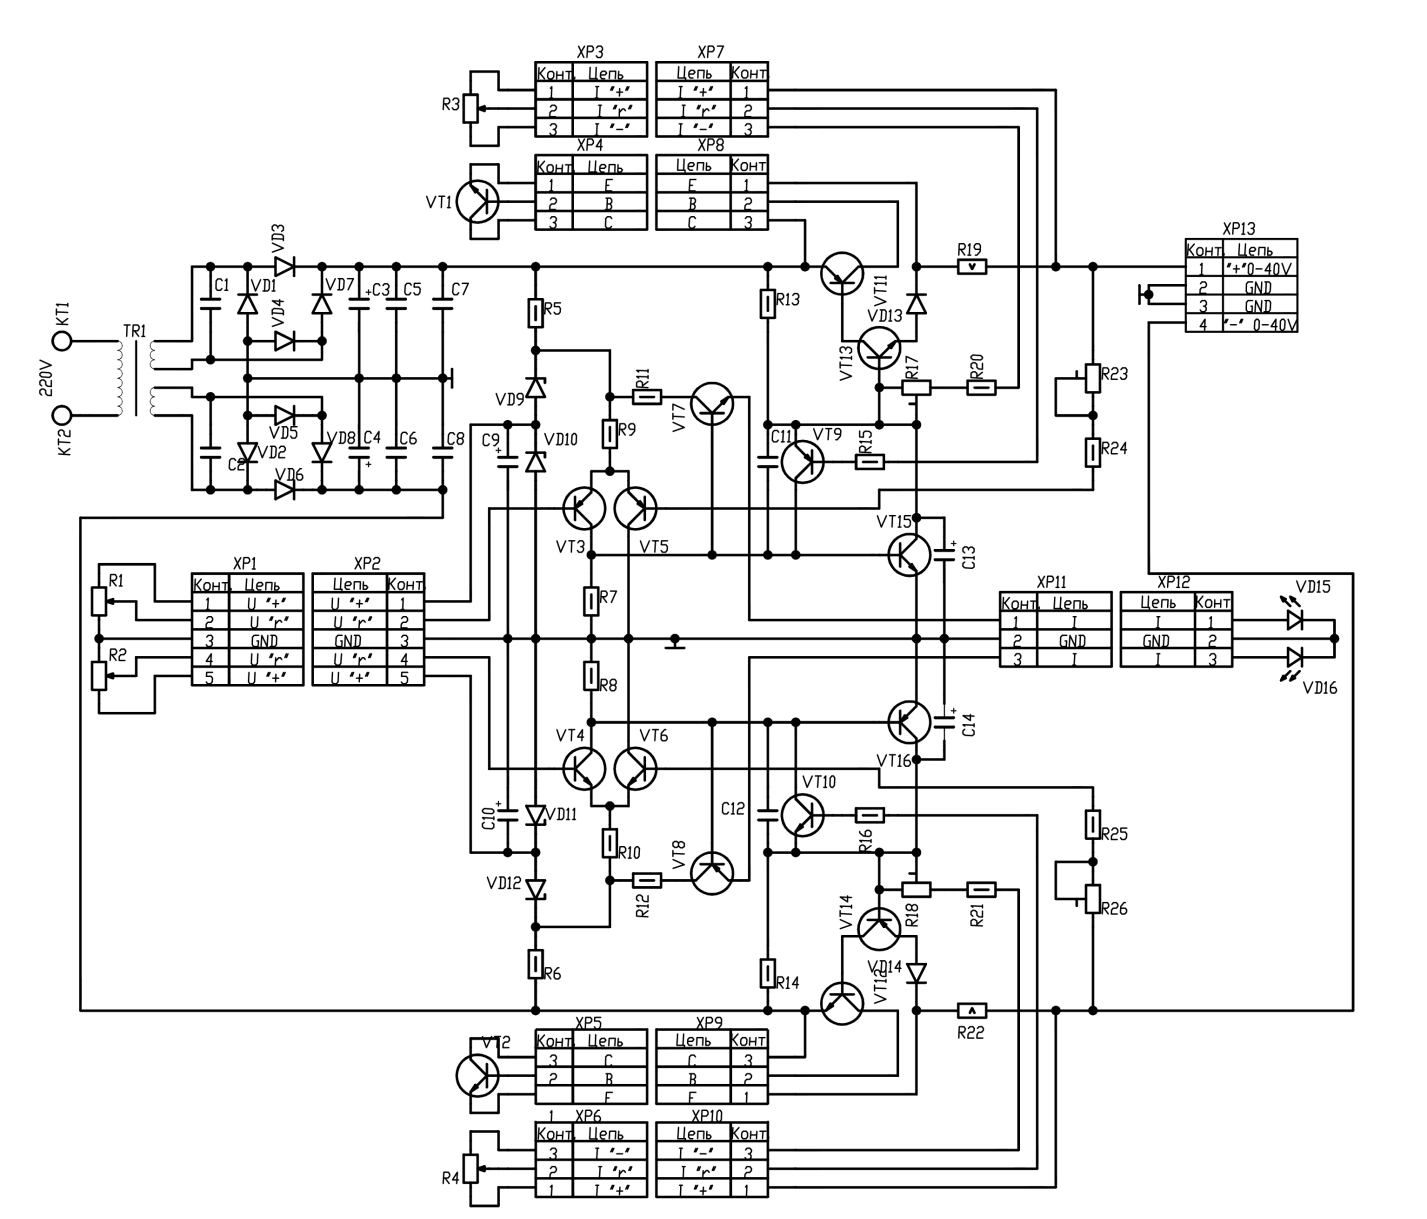 XP3 XP7
Конт. Цепь Цепь Конт.
1 I "+" I "+" 1
R3
2 I "r" I "r" 2
3 I "-" I "-" 3
XP4 XP8
Конт. Цепь Цепь Конт.
1 E E 1
VT1
2 B B 2
3 C C 3
VD3
XP13
R19
Конт. Цепь
1 "+"0-40V
2 GND
3 GND
4 "-" 0-40V
C1 VD1 VD4 VD7 +C3 C5 C7
R5 R13 VT11 VD13
KT1 TR1
220V
KT2
VT13 R17 R20 R23
R11 VT7
VD9
VD5
C2 VD2 VD8 C4 + C6 C8
VD6
C9 + VD10 R9 C11 VT9 R15 R24
VT3 VT5 VT15 C13 +
XP1 XP2
Конт. Цепь Цепь Конт.
R1
1 U "+" U "+" 1
2 U "r" U "r" 2
3 GND GND 3
R2
4 U "r" U "r" 4
5 U "+" U "+" 5
R7
R8
XP11 XP12
Конт. Цепь Цепь Конт.
1 I I 1
2 GND GND 2
3 I I 3
VD15
VD16
VT4 VT6 VT16 C14 +
C10 + VD11 C12 VT10 R16 R25
R10 VT8
VD12 R12 VT14 R18 R21 R26
R6 R14 VT12 VD14
R22
XP5 XP9
VT2
Конт. Цепь Цепь Конт.
3 C C 3
2 B B 2
E E 1
1 XP6 XP10
Конт. Цепь Цепь Конт.
3 I "-" I "-" 3
R4
2 I "r" I "r" 2
1 I "+" I "+" 1